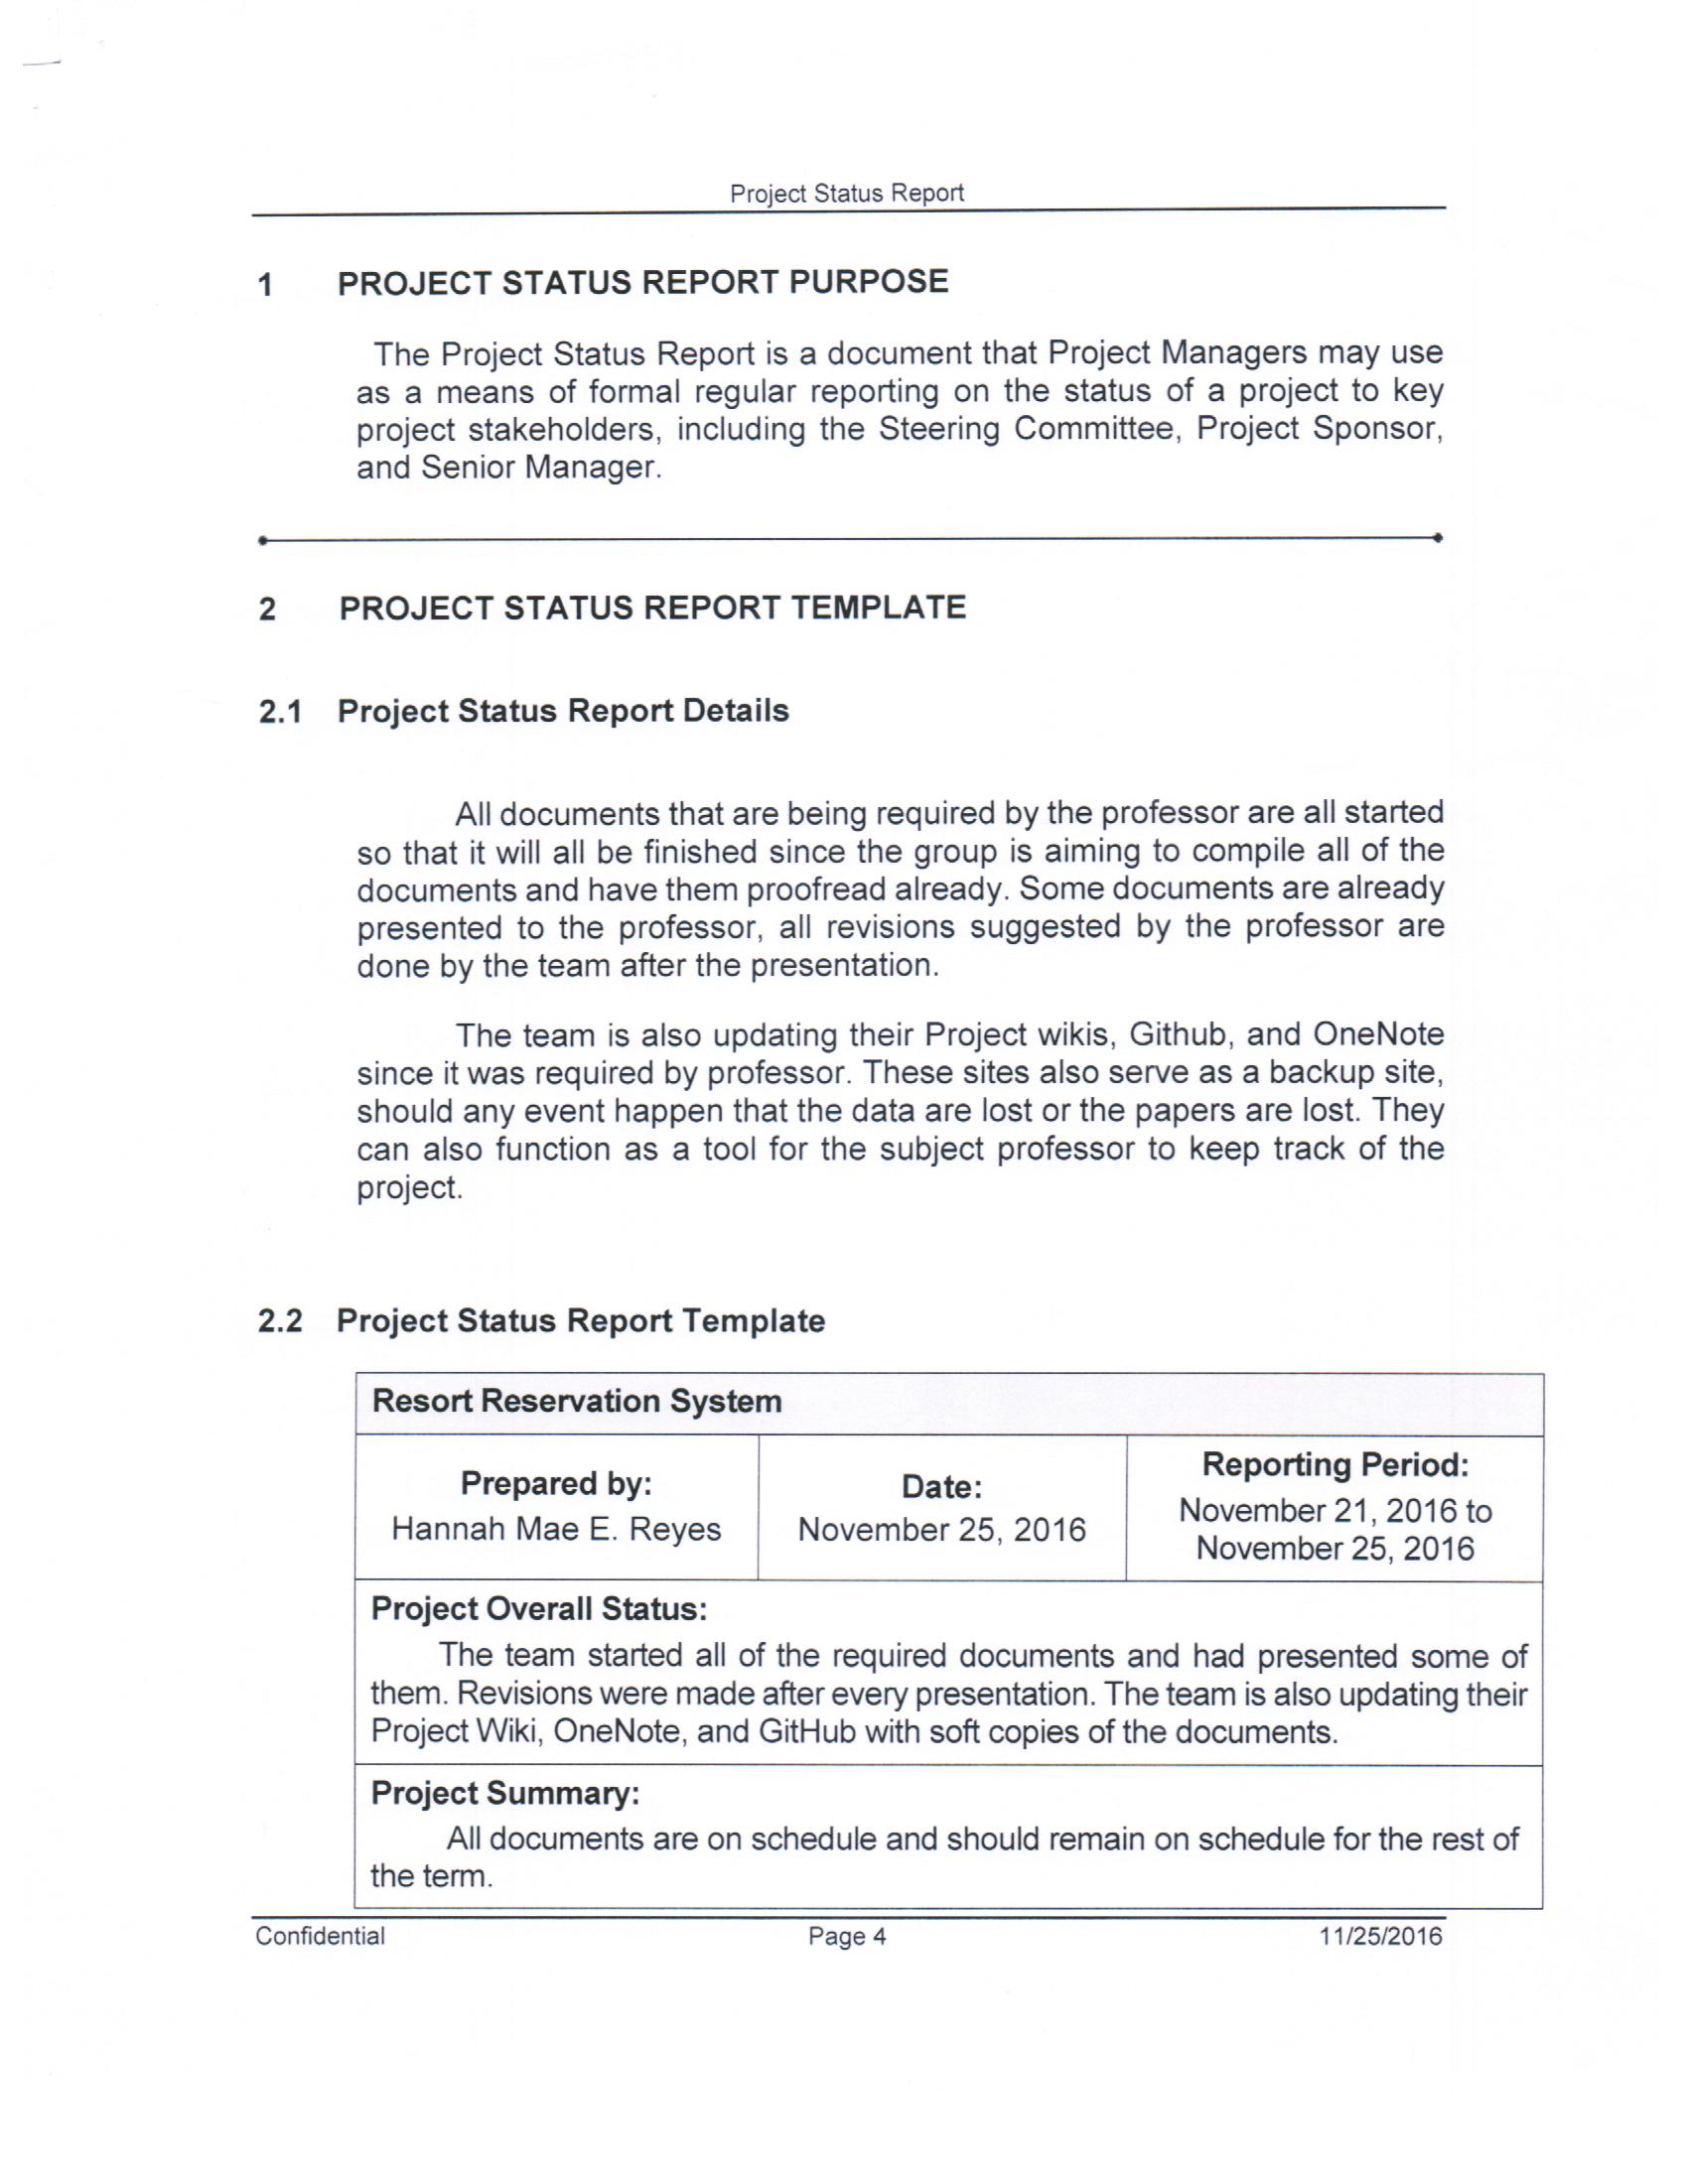 Project Status Report
1 PROJECT STATUS REPORT PURPOSE
The Project Status Report is a document that Project Managers may use
as a means of formal regular reporting on the status of a project to key
project stakeholders, including the Steering Committee, Project Sponsor,
and Senior Manager.
2 PROJECT STATUS REPORT TEMPLATE
2.1 Project Status Report Details
All documents that are being required by the professor are all started
so that it will all be finished since the group is aiming to compile all of the
documents and have them proofread already. Some documents are already
presented to the professor, all revisions suggested by the professor are
done by the team after the presentation.
The team is also updating their Project wikis, Github, and OneNote
since it was required by professor. These sites also serve as a backup site,
should any event happen that the data are lost or the papers are lost. They
can also function as a tool for the subject professor to keep track of the
project.
2.2 Project Status Report Template
Resort Reservation System
Prepared by:
Hannah Mae E. Reyes
Date:
November 25, 2016
Reporting Period:
November 21, 2016 to
November 25, 2016
Project Overall Status:
The team started all of the required documents and had presented some of
them. Revisions were made after every presentation. The team is also updating their
Project Wiki, OneNote, and GitHub with soft copies of the documents.
Project Summary:
All documents are on schedule and should remain on schedule for the rest of
the term.
Confidential Page 4 11/25/2016